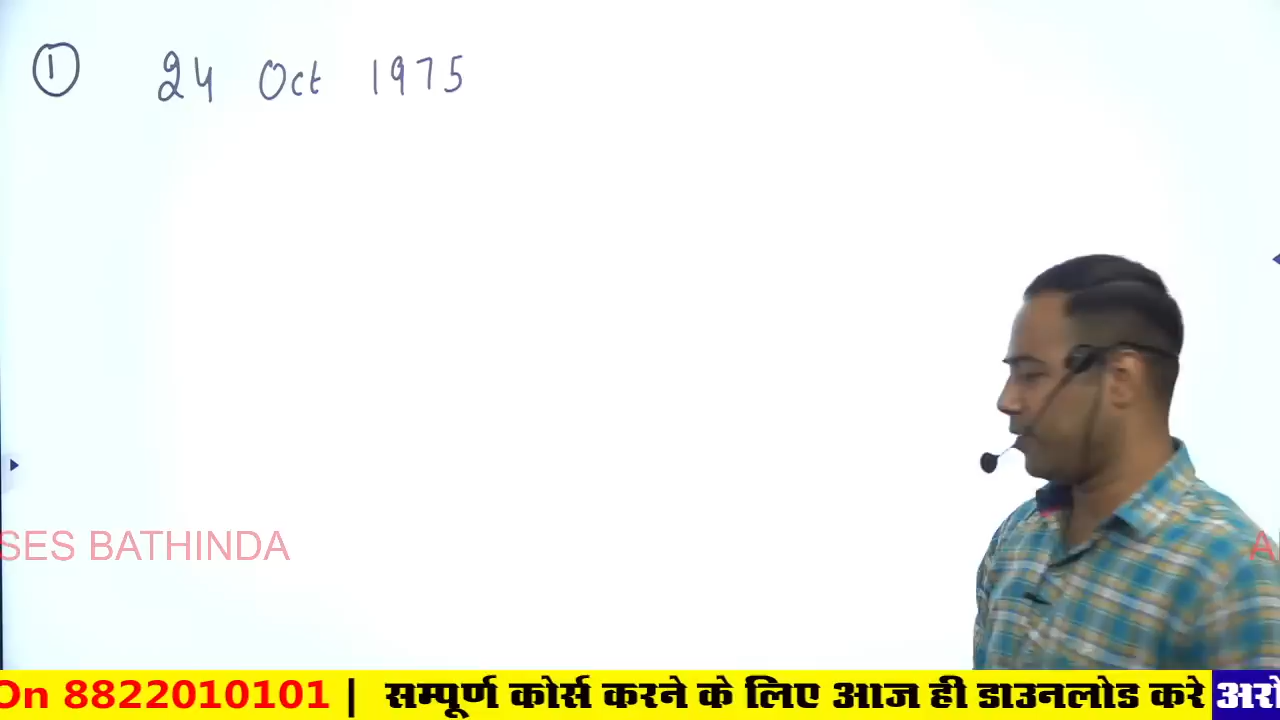 ① 24 Oct 1975
SES BATHINDA
On 8822010101 | सम्पूर्ण कोर्स करने के लिए आज ही डाउनलोड करे